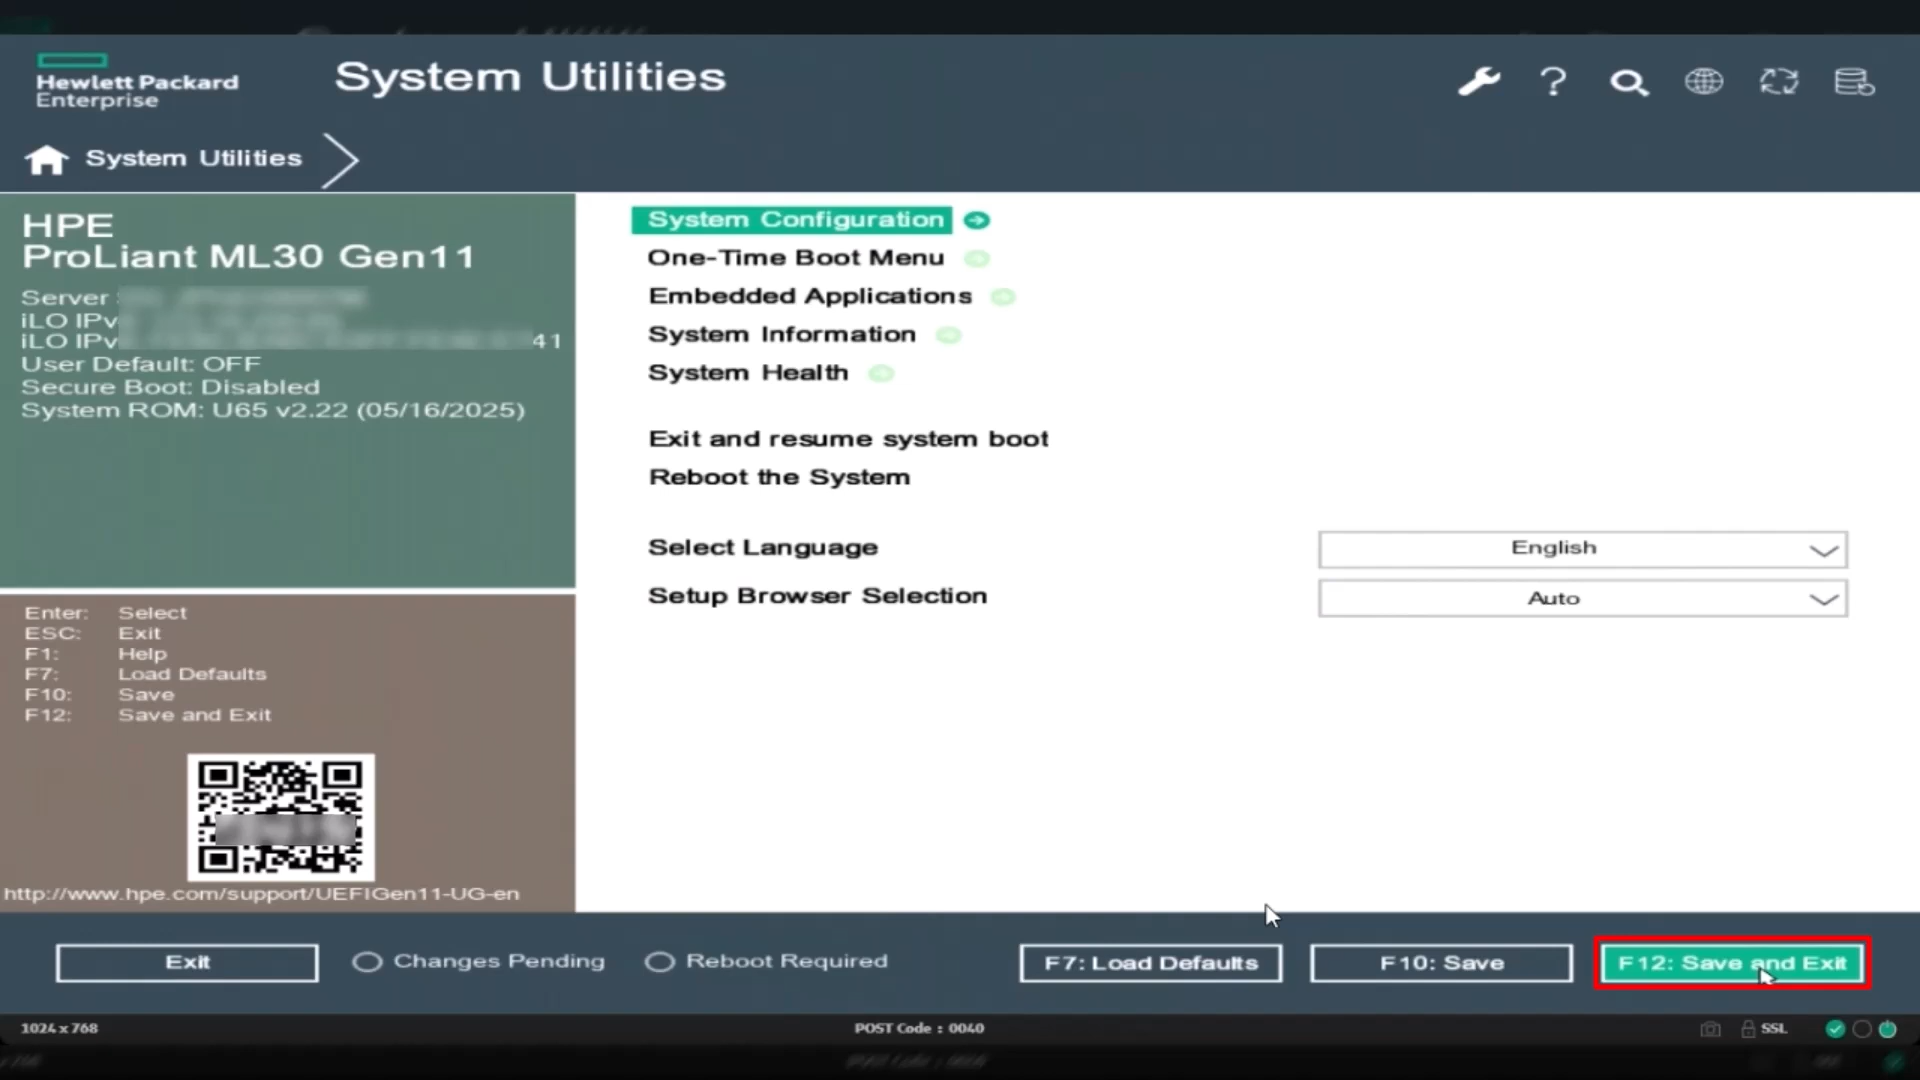 Hewlett Packard
Enterprise
System Utilities
System Utilities
HPE
ProLiant ML30 Gen11
Server
iLO IPv
iLO IPv 41
User Default: OFF
Secure Boot: Disabled
System ROM: U65 v2.22 (05/16/2025)
Enter: Select
ESC: Exit
F1: Help
F7: Load Defaults
F10: Save
F12: Save and Exit
http://www.hpe.com/support/UEFIGen11-UG-en
System Configuration
One-Time Boot Menu
Embedded Applications
System Information
System Health
Exit and resume system boot
Reboot the System
Select Language English
Setup Browser Selection Auto
Exit
Changes Pending
Reboot Required
F7: Load Defaults
F10: Save
F12: Save and Exit
1024 x 768
POST Code : 0040
SSL